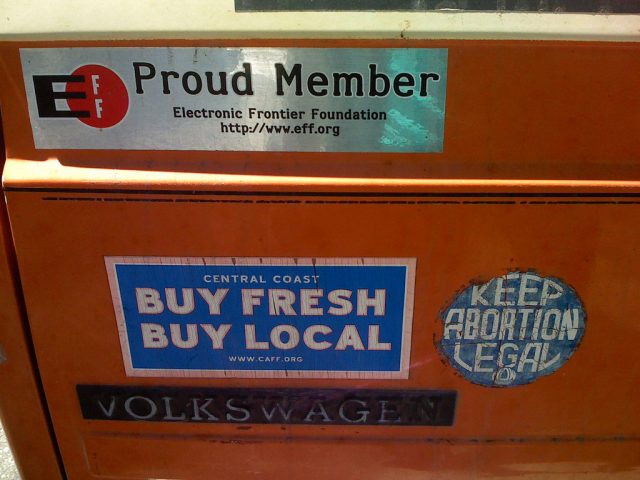 EFF Proud Member
Electronic Frontier Foundation
http://www.eff.org
CENTRAL COAST
BUY FRESH
BUY LOCAL
WWW.CAFF.ORG
KEEP
ABORTION
LEGAL
VOLKSWAGEN